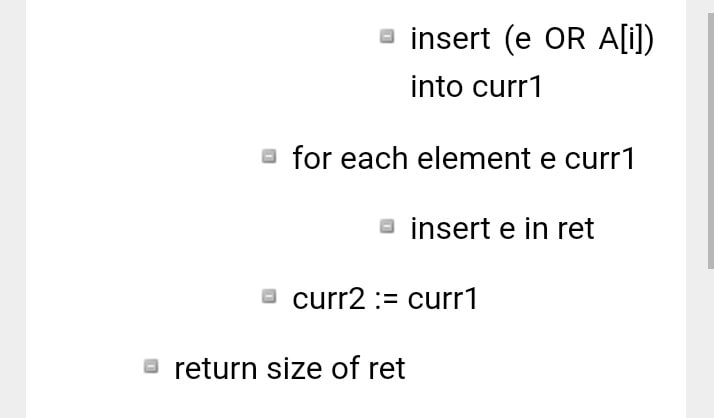 insert (e OR A[i])
into curr1
for each element e curr1
insert e in ret
curr2 := curr1
return size of ret